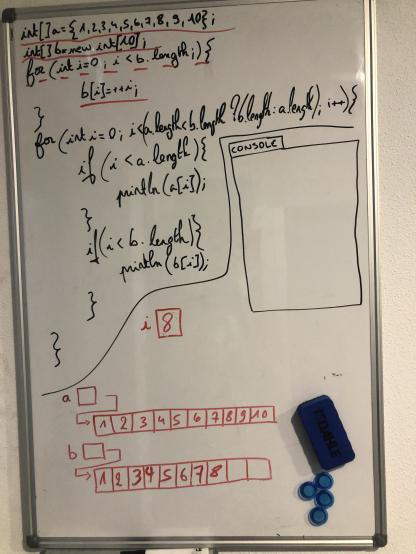 int[]a={1,2,3,4,5,6,7,8,9,10};
int[]b=new int[10];
for (int i=0; i < b.length;) {
b[i]=++i;
}
for (int i=0; i<(a.length<b.length ?(b.length:a.length); i++){
if (i < a.length){
println(a[i]);
}
if(i < b.length){
println(b[i]);
}
}
CONSOLE
i 8
a
1 2 3 4 5 6 7 8 9 10
b
1 2 3 4 5 6 7 8
DAHLE